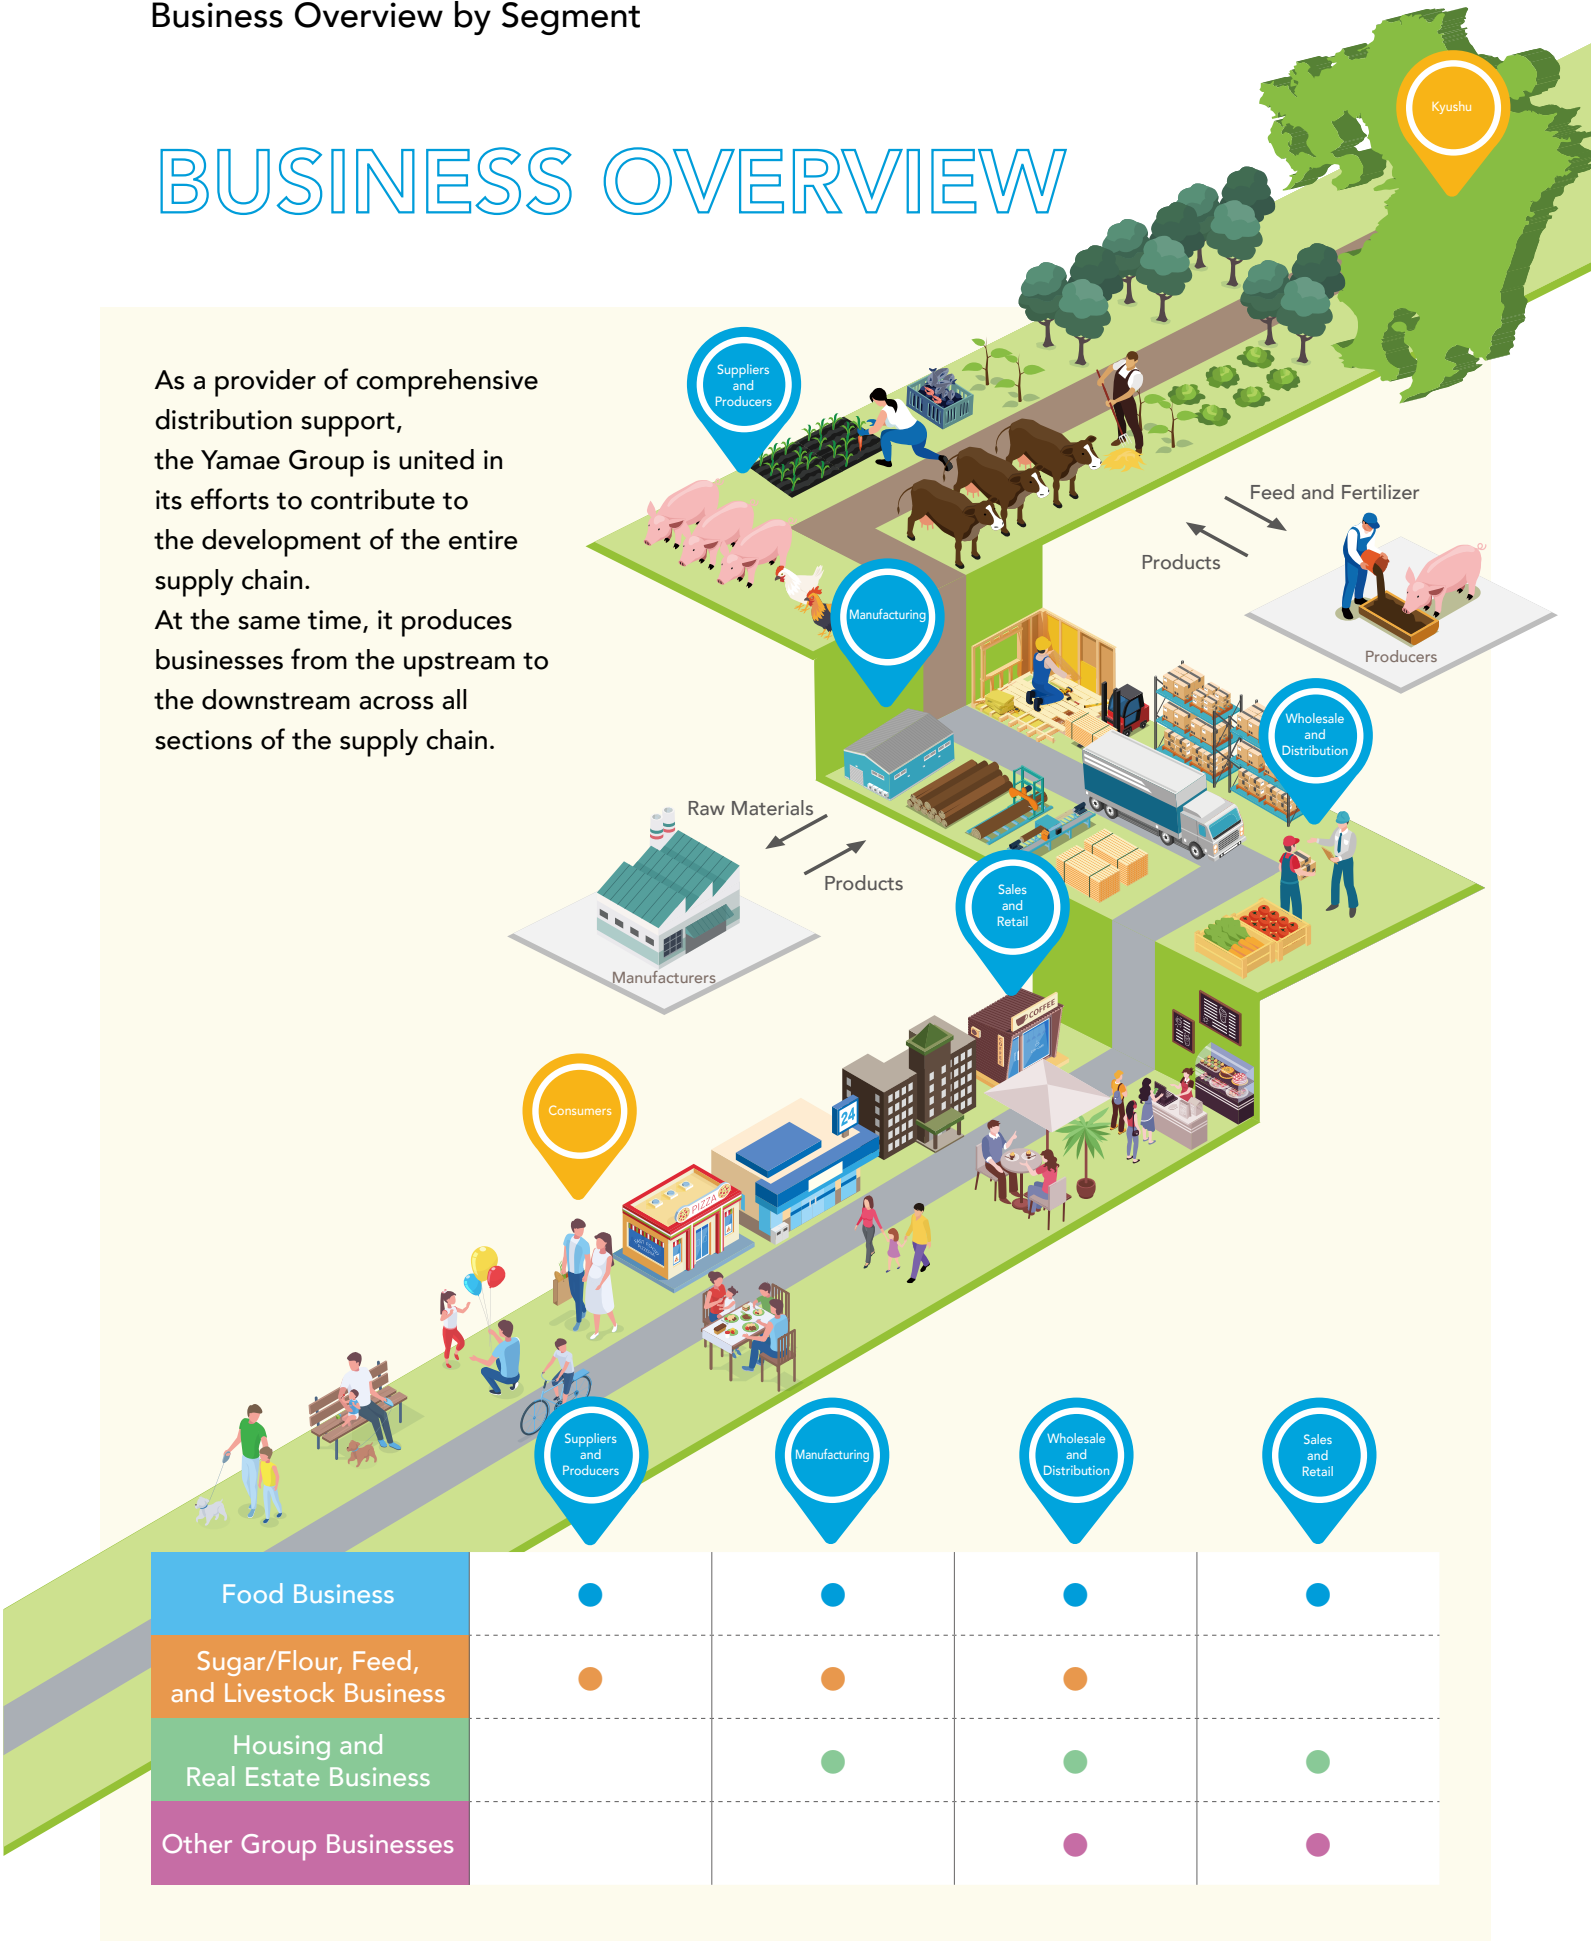 Business Overview by Segment
BUSINESS OVERVIEW
Kyushu
As a provider of comprehensive
distribution support,
the Yamae Group is united in
its efforts to contribute to
the development of the entire
supply chain.
At the same time, it produces
businesses from the upstream to
the downstream across all
sections of the supply chain.
Suppliers
and
Producers
Feed and Fertilizer
Products
Producers
Manufacturing
Wholesale
and
Distribution
Raw Materials
Products
Manufacturers
Sales
and
Retail
COFFEE
24
Consumers
PIZZA
Suppliers
and
Producers
Manufacturing
Wholesale
and
Distribution
Sales
and
Retail
Food Business
Sugar/Flour, Feed,
and Livestock Business
Housing and
Real Estate Business
Other Group Businesses